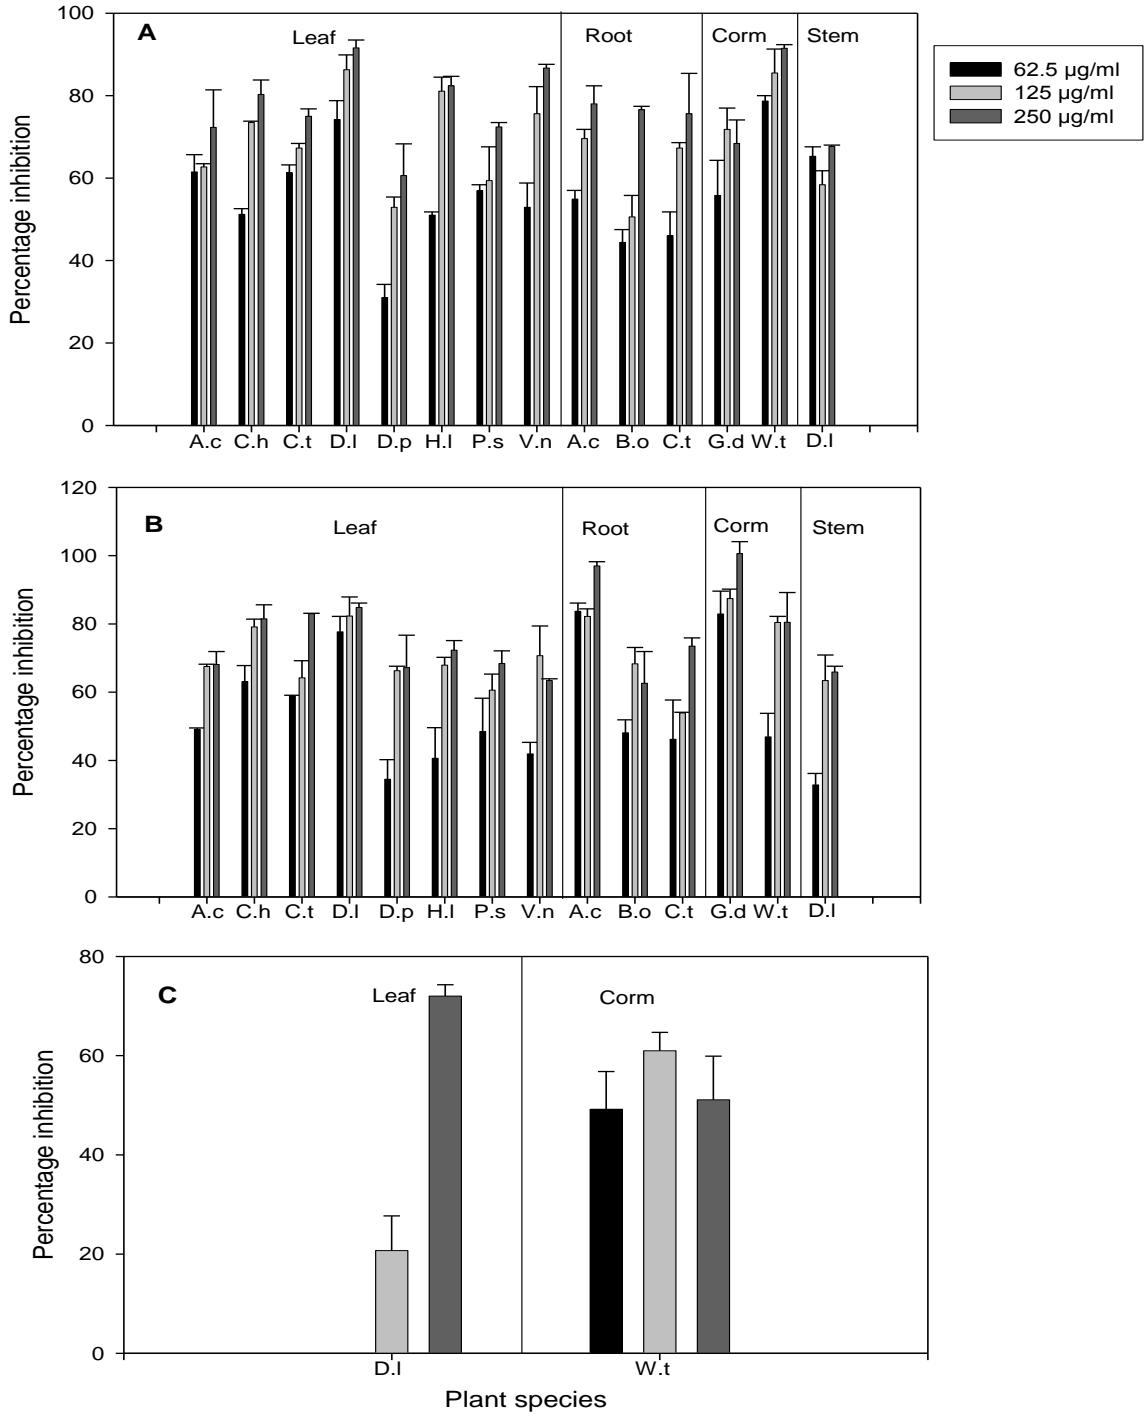 100
A
Leaf
Root
Corm
Stem
62.5 µg/ml
125 µg/ml
250 µg/ml
80
60
40
20
0
Percentage inhibition
A.c C.h C.t D.l D.p H.l P.s V.n A.c B.o C.t G.d W.t D.l
120
B
Leaf
Root
Corm
Stem
100
80
60
40
20
0
Percentage inhibition
A.c C.h C.t D.l D.p H.l P.s V.n A.c B.o C.t G.d W.t D.l
80
C
Leaf
Corm
60
40
20
0
Percentage inhibition
D.l W.t
Plant species